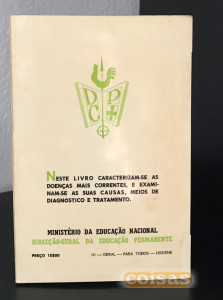 D P
C
NESTE LIVRO CARACTERIZAM-SE AS
DOENÇAS MAIS CORRENTES, E EXAMI-
NAM-SE AS SUAS CAUSAS, MEIOS DE
DIAGNOSTICO E TRATAMENTO.
MINISTÉRIO DA EDUCAÇÃO NACIONAL
DIRECÇÃO-GERAL DA EDUCAÇÃO PERMANENTE
PREÇO 10$00
III — GERAL — PARA TODOS — HIGIENE
coisas